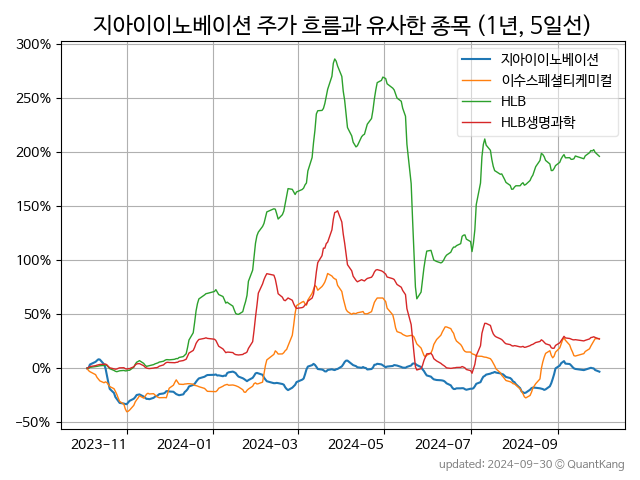 지아이이노베이션 주가 흐름과 유사한 종목 (1년, 5일선)
300%
250%
200%
150%
100%
50%
0%
−50%
지아이이노베이션
이수스페셜티케미컬
HLB
HLB생명과학
2023-11
2024-01
2024-03
2024-05
2024-07
2024-09
updated: 2024-09-30 © QuantKang